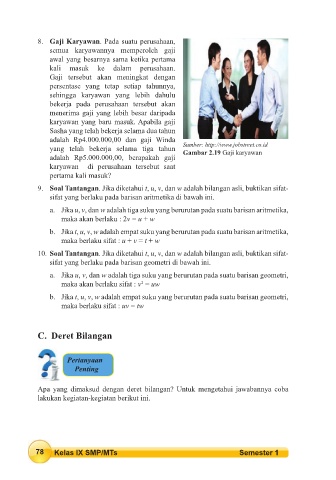 8. Gaji Karyawan. Pada suatu perusahaan,
semua karyawannya memperoleh gaji
awal yang besarnya sama ketika pertama
kali masuk ke dalam perusahaan.
Gaji tersebut akan meningkat dengan
persentase yang tetap setiap tahunnya,
sehingga karyawan yang lebih dahulu
bekerja pada perusahaan tersebut akan
menerima gaji yang lebih besar daripada
karyawan yang baru masuk. Apabila gaji
Sasha yang telah bekerja selama dua tahun
adalah Rp4.000.000,00 dan gaji Winda
yang telah bekerja selama tiga tahun
adalah Rp5.000.000,00, berapakah gaji
karyawan di perusahaan tersebut saat
pertama kali masuk?
Sumber: http://www.jobstreet.co.id
Gambar 2.19 Gaji karyawan
9. Soal Tantangan. Jika diketahui t, u, v, dan w adalah bilangan asli, buktikan sifat-
sifat yang berlaku pada barisan aritmetika di bawah ini.
a. Jika u, v, dan w adalah tiga suku yang berurutan pada suatu barisan aritmetika,
maka akan berlaku : 2v = u + w
b. Jika t, u, v, w adalah empat suku yang berurutan pada suatu barisan aritmetika,
maka berlaku sifat : u + v = t + w
10. Soal Tantangan. Jika diketahui t, u, v, dan w adalah bilangan asli, buktikan sifat-
sifat yang berlaku pada barisan geometri di bawah ini.
a. Jika u, v, dan w adalah tiga suku yang berurutan pada suatu barisan geometri,
maka akan berlaku sifat : v² = uw
b. Jika t, u, v, w adalah empat suku yang berurutan pada suatu barisan geometri,
maka berlaku sifat : uv = tw
C. Deret Bilangan
Pertanyaan
Penting
Apa yang dimaksud dengan deret bilangan? Untuk mengetahui jawabannya coba
lakukan kegiatan-kegiatan berikut ini.
78 Kelas IX SMP/MTs Semester 1